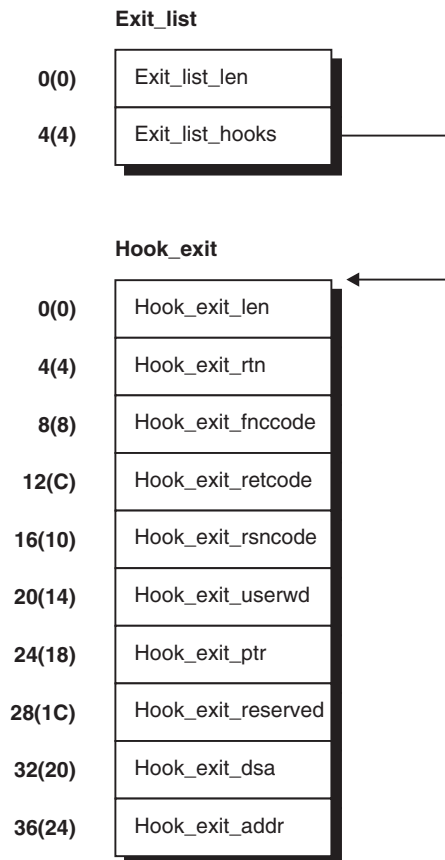 Exit_list
0(0) Exit_list_len
4(4) Exit_list_hooks
Hook_exit
0(0) Hook_exit_len
4(4) Hook_exit_rtn
8(8) Hook_exit_fnccode
12(C) Hook_exit_retcode
16(10) Hook_exit_rsncode
20(14) Hook_exit_userwd
24(18) Hook_exit_ptr
28(1C) Hook_exit_reserved
32(20) Hook_exit_dsa
36(24) Hook_exit_addr